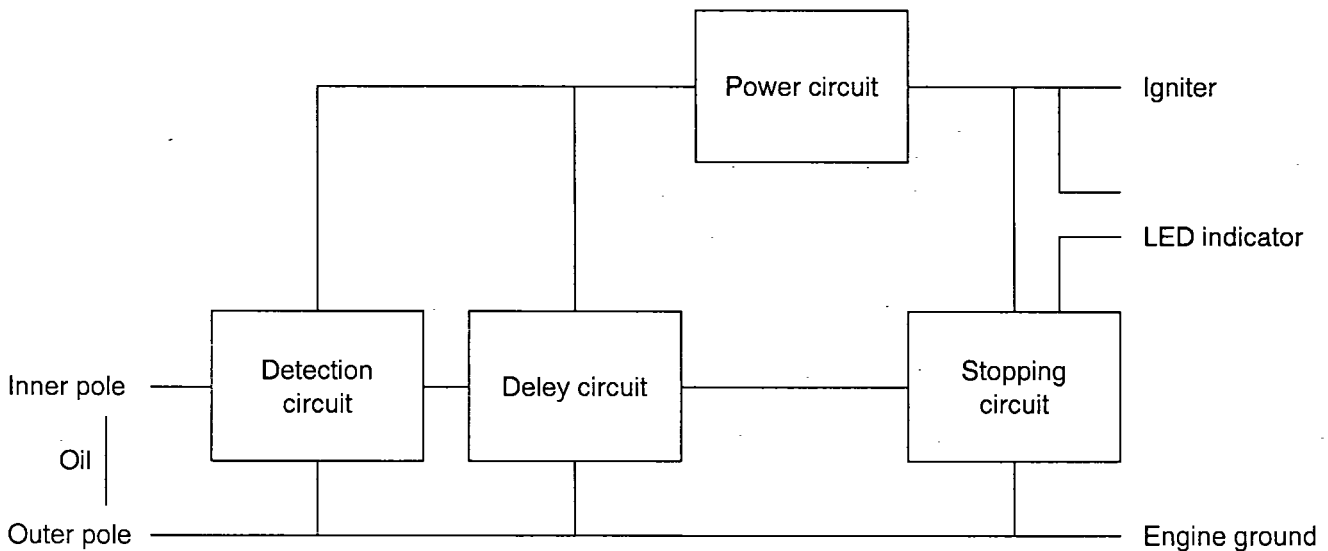 Power circuit
Igniter
LED indicator
Inner pole
Detection
circuit
Deley circuit
Stopping
circuit
Oil
Outer pole
Engine ground